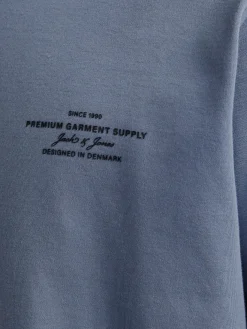 SINCE 1990
PREMIUM GARMENT SUPPLY
Jack & Jones
DESIGNED IN DENMARK